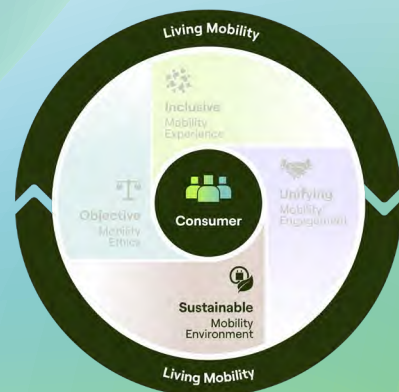 Living Mobility
Inclusive
Mobility
Experience
Objective
Mobility
Ethics
Consumer
Unifying
Mobility
Engagement
Sustainable
Mobility
Environment
Living Mobility